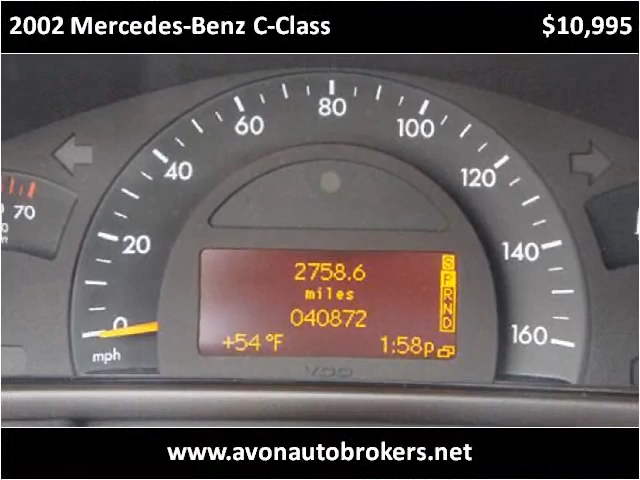 2002 Mercedes-Benz C-Class $10,995
80
60 100
40 120
70
20 140
0 160
mph
2758.6
miles
040872
+54°F 1:58p
S
P
R
N
D
VDO
www.avonautobrokers.net